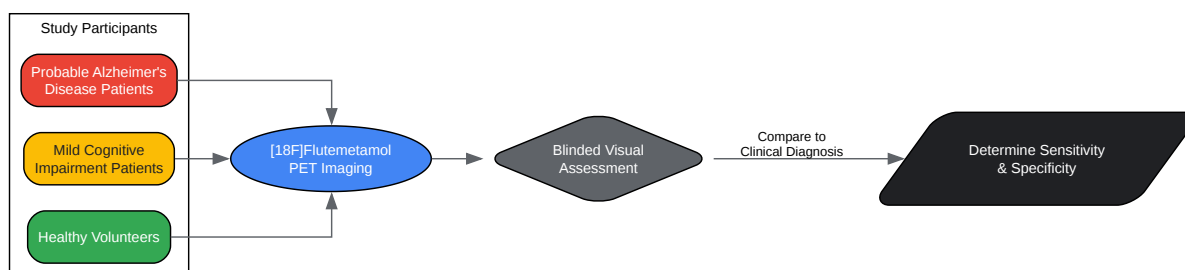 Study Participants
Probable Alzheimer's
Disease Patients
Mild Cognitive
Impairment Patients
Healthy Volunteers
[18F]Flutemetamol
PET Imaging
Blinded Visual
Assessment
Compare to
Clinical Diagnosis
Determine Sensitivity
& Specificity